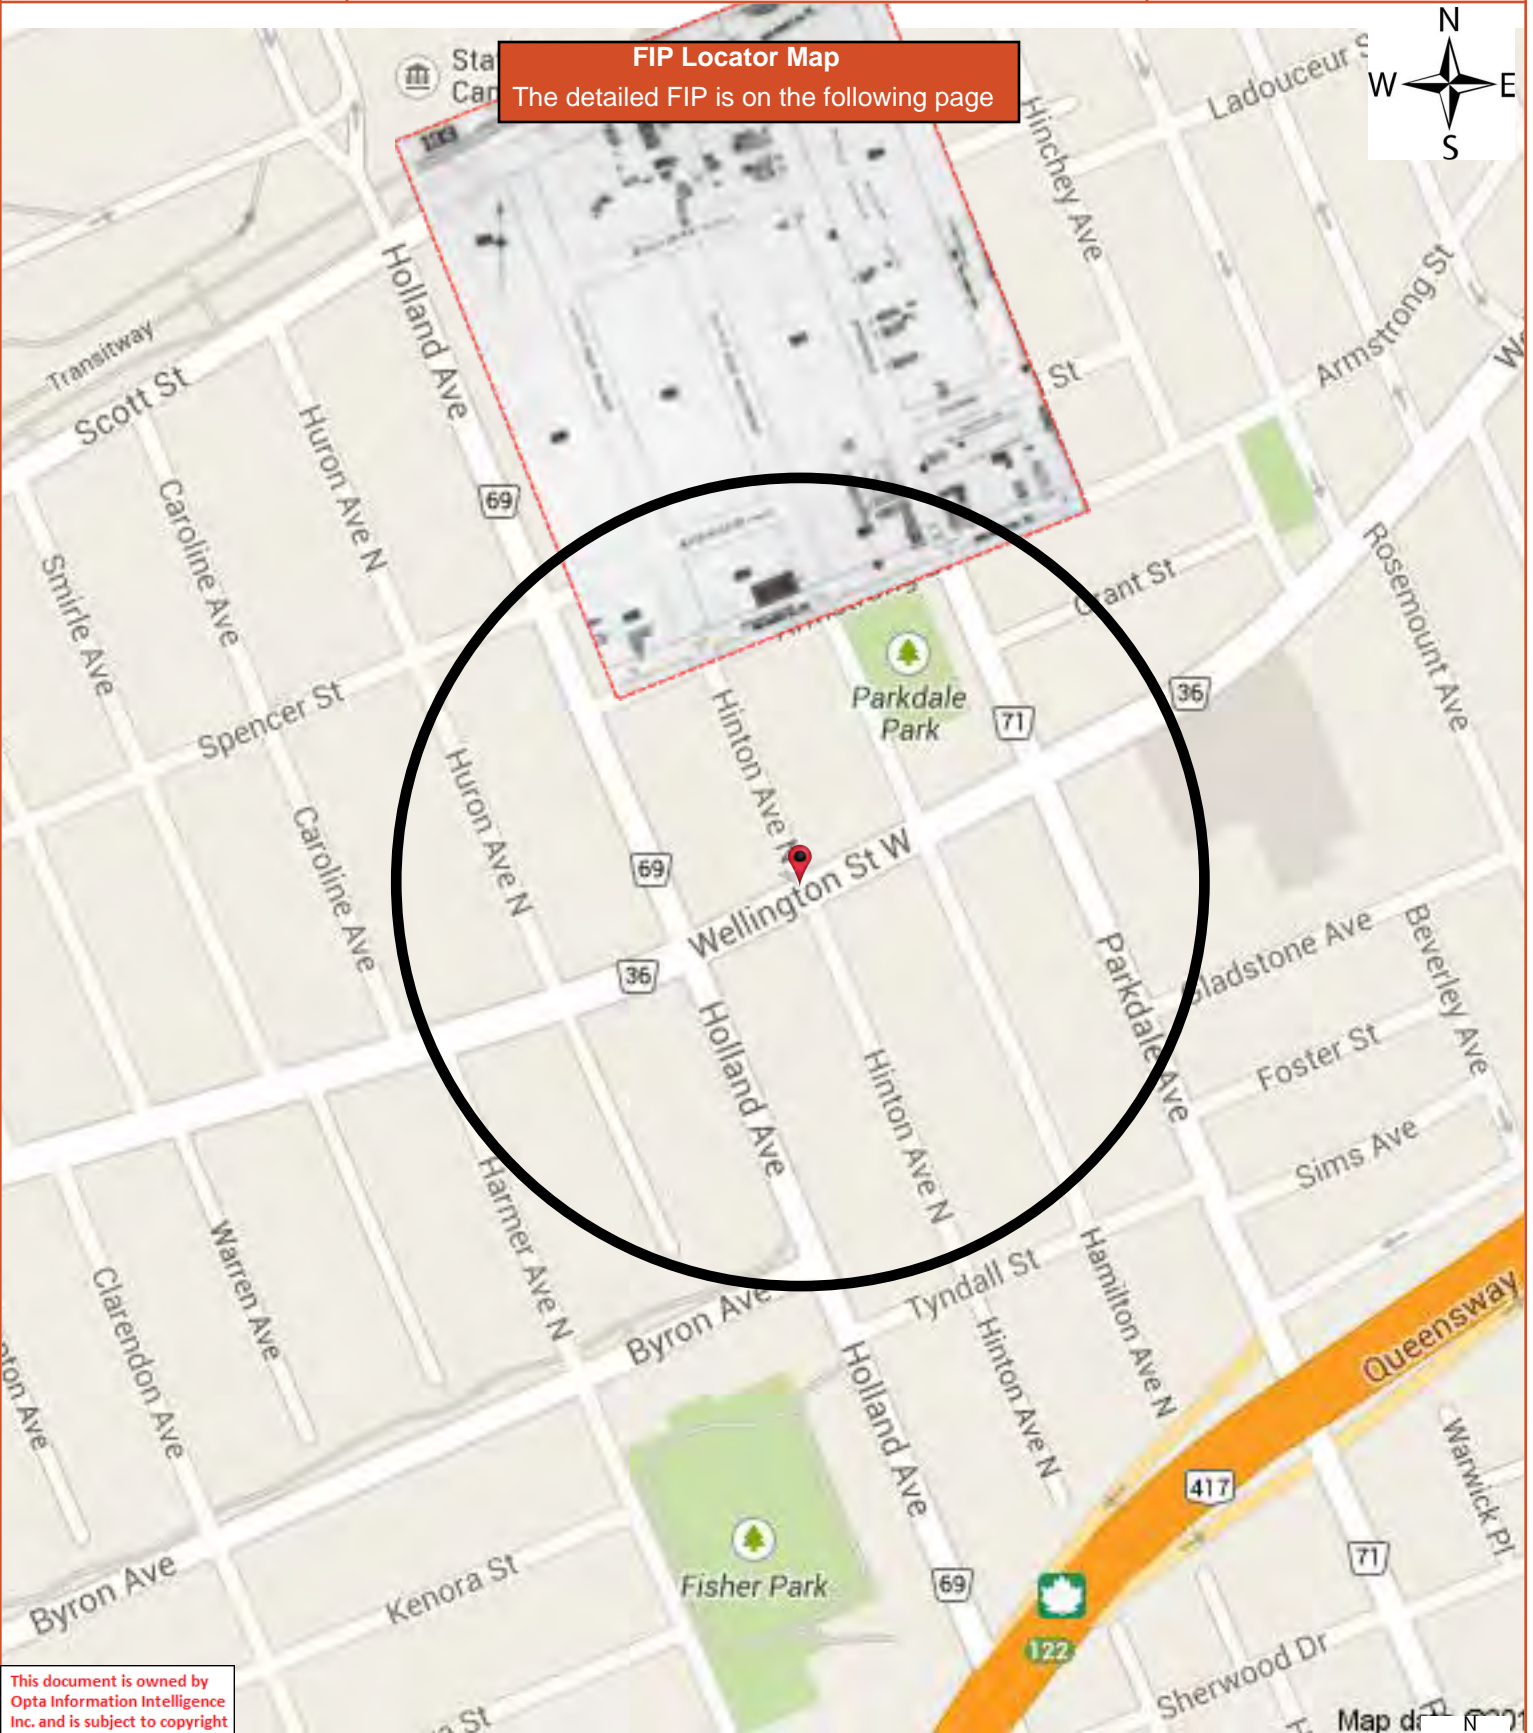 N
W E
S
FIP Locator Map
The detailed FIP is on the following page
Ladouceur
Hinchey Ave
Holland Ave
Armstrong St
Transitway
Scott St
St
Huron Ave N
69
Caroline Ave
Smirle Ave
Grant St
Rosemount Ave
Parkdale
Park
36
71
Spencer St
Hinton Ave N
Huron Ave N
Caroline Ave
69
Wellington St W
36
Parkdale Ave
Gladstone Ave
Beverley Ave
Holland Ave
Foster St
Hinton Ave N
Sims Ave
Harmer Ave N
Warren Ave
Clarendon Ave
Tyndall St
Hamilton Ave N
Byron Ave
Queensway
Hinton Ave N
Holland Ave
417
Warwick Pl
Fisher Park
69
71
Byron Ave
Kenora St
122
Sherwood Dr
This document is owned by
Opta Information Intelligence
Inc. and is subject to copyright
St
Map
N